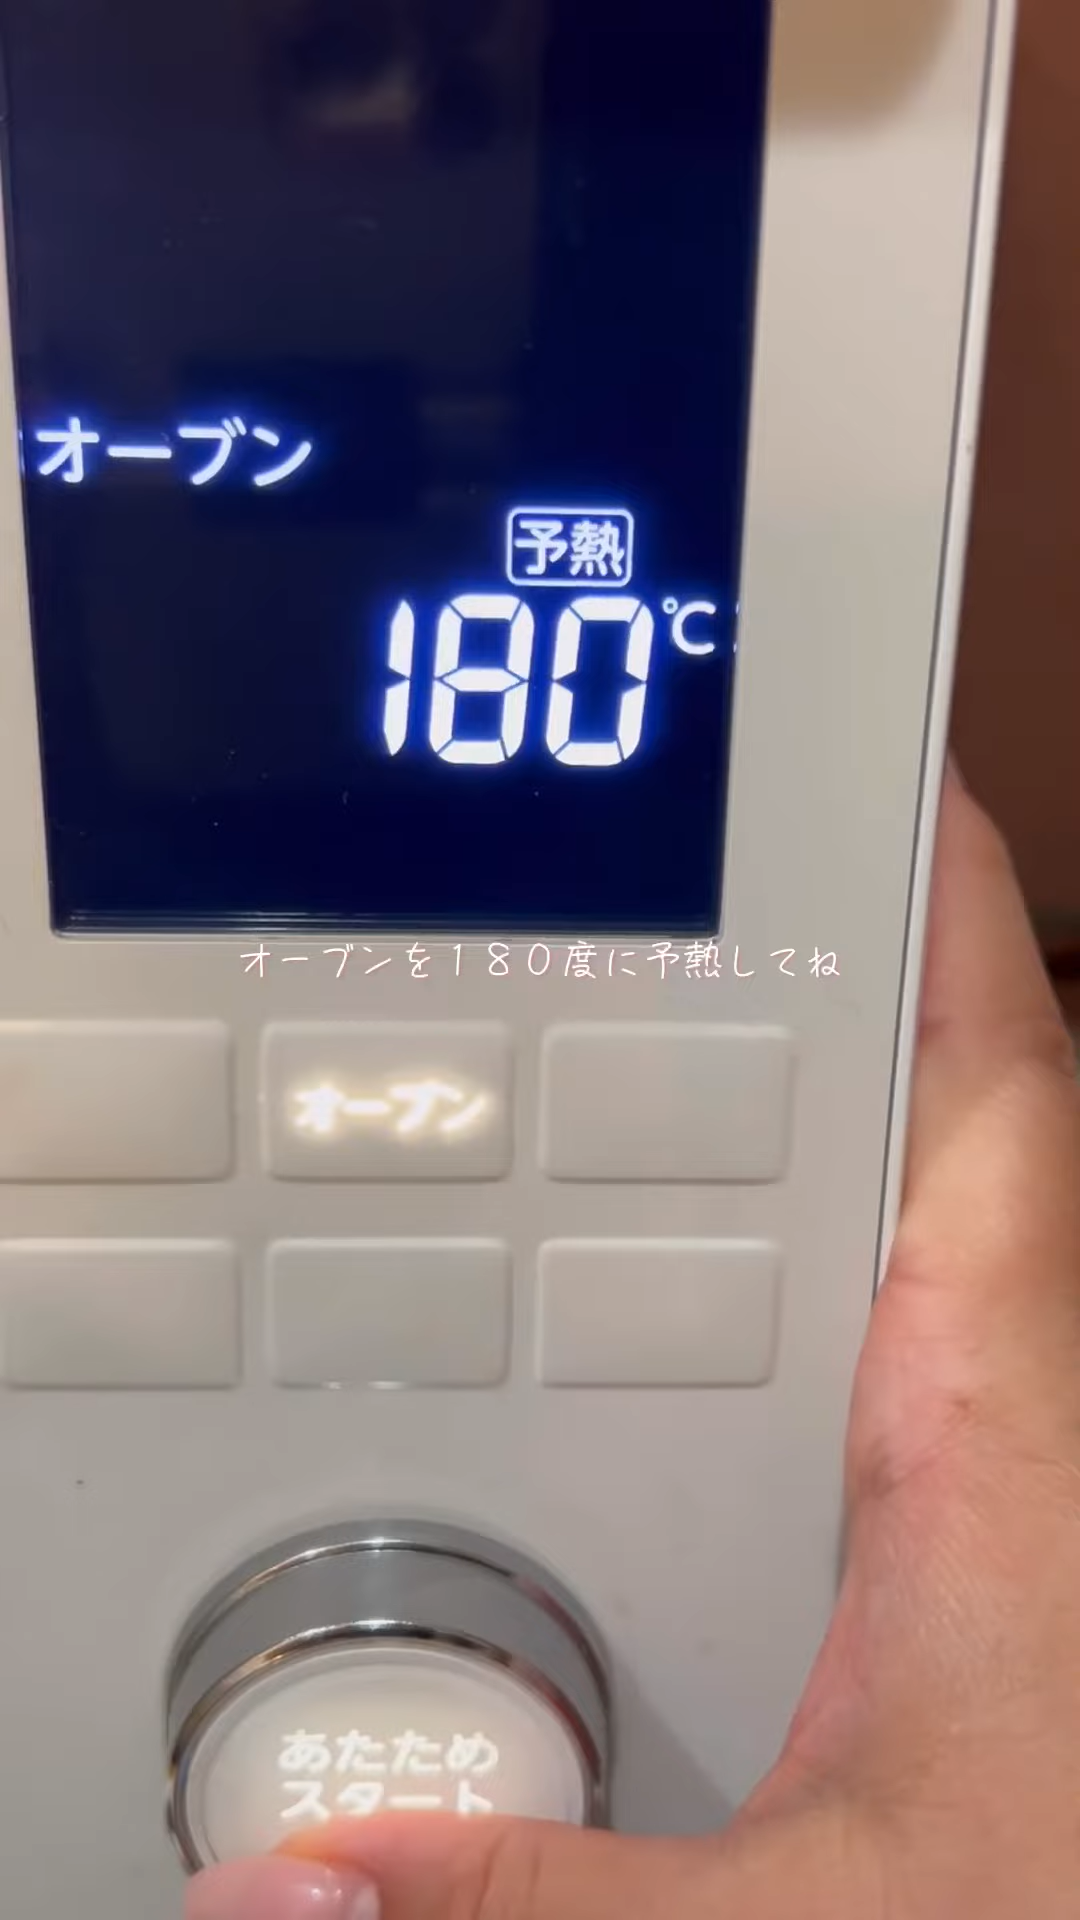 オーブン
予熱
180℃
オーブンを１８０度に予熱してね
オーブン
あたため
スタート